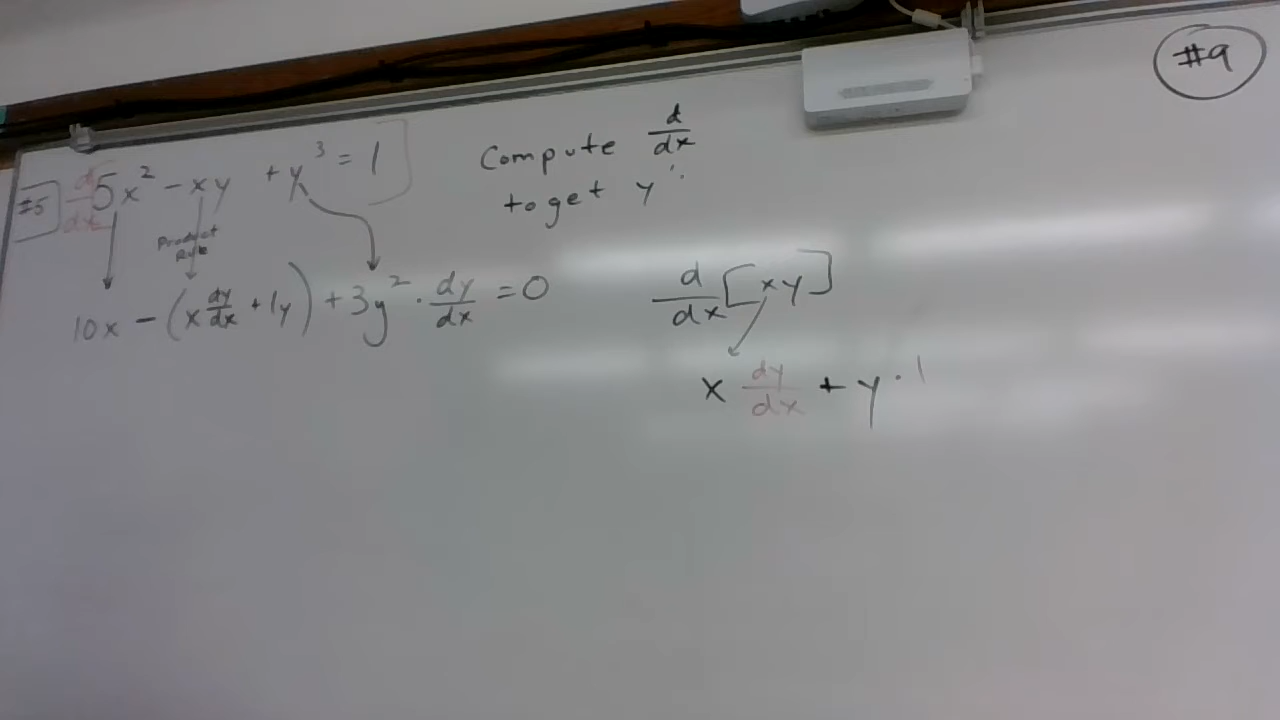 #9
#5 d/dx [5x² - xy + y³ = 1]
Product
Rule
10x - (x dy/dx + 1y) + 3y² · dy/dx = 0
Compute d/dx
to get y' :
d/dx [xy]
x dy/dx + y · 1